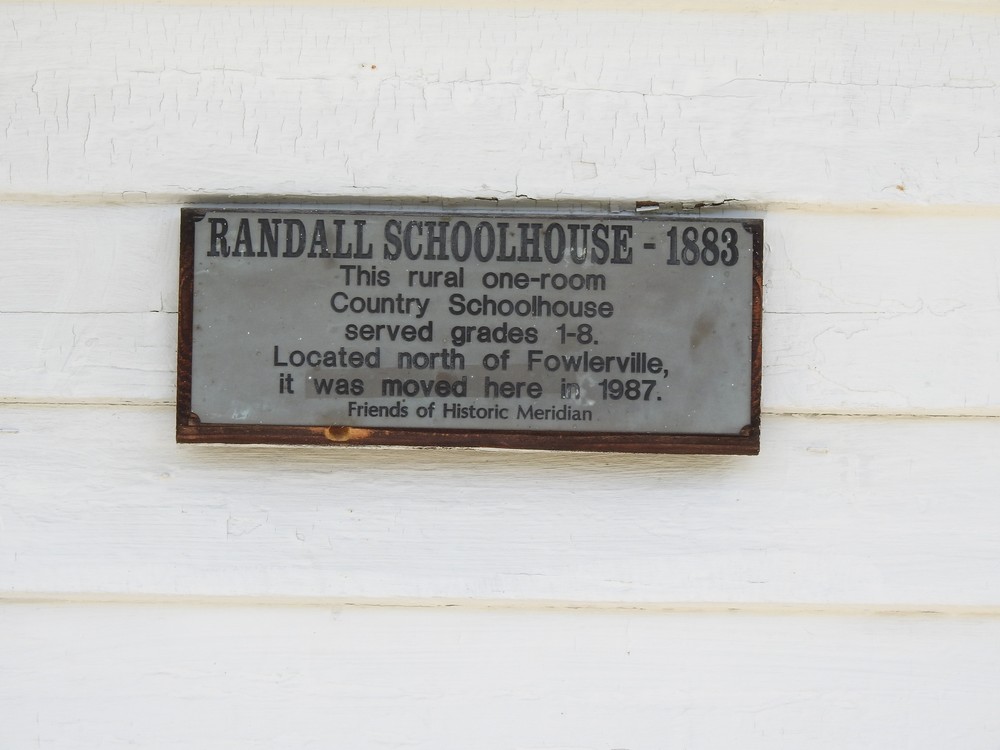 RANDALL SCHOOLHOUSE - 1883
This rural one-room
Country Schoolhouse
served grades 1-8.
Located north of Fowlerville,
it was moved here in 1987.
Friends of Historic Meridian